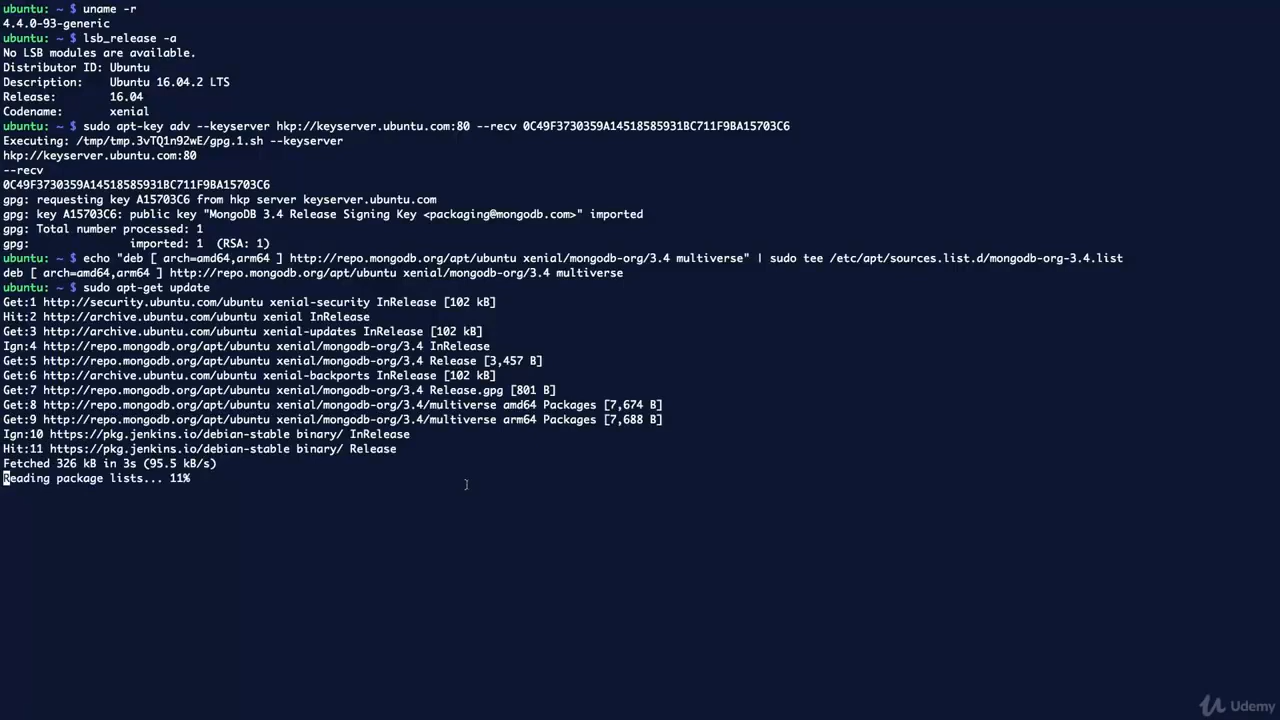 ubuntu: ~ $ uname -r
4.4.0-93-generic
ubuntu: ~ $ lsb_release -a
No LSB modules are available.
Distributor ID: Ubuntu
Description:    Ubuntu 16.04.2 LTS
Release:        16.04
Codename:       xenial
ubuntu: ~ $ sudo apt-key adv --keyserver hkp://keyserver.ubuntu.com:80 --recv 0C49F3730359A14518585931BC711F9BA15703C6
Executing: /tmp/tmp.3vTQ1n92wE/gpg.1.sh --keyserver
hkp://keyserver.ubuntu.com:80
--recv
0C49F3730359A14518585931BC711F9BA15703C6
gpg: requesting key A15703C6 from hkp server keyserver.ubuntu.com
gpg: key A15703C6: public key "MongoDB 3.4 Release Signing Key <packaging@mongodb.com>" imported
gpg: Total number processed: 1
gpg:               imported: 1  (RSA: 1)
ubuntu: ~ $ echo "deb [ arch=amd64,arm64 ] http://repo.mongodb.org/apt/ubuntu xenial/mongodb-org/3.4 multiverse" | sudo tee /etc/apt/sources.list.d/mongodb-org-3.4.list
deb [ arch=amd64,arm64 ] http://repo.mongodb.org/apt/ubuntu xenial/mongodb-org/3.4 multiverse
ubuntu: ~ $ sudo apt-get update
Get:1 http://security.ubuntu.com/ubuntu xenial-security InRelease [102 kB]
Hit:2 http://archive.ubuntu.com/ubuntu xenial InRelease
Get:3 http://archive.ubuntu.com/ubuntu xenial-updates InRelease [102 kB]
Ign:4 http://repo.mongodb.org/apt/ubuntu xenial/mongodb-org/3.4 InRelease
Get:5 http://repo.mongodb.org/apt/ubuntu xenial/mongodb-org/3.4 Release [3,457 B]
Get:6 http://archive.ubuntu.com/ubuntu xenial-backports InRelease [102 kB]
Get:7 http://repo.mongodb.org/apt/ubuntu xenial/mongodb-org/3.4 Release.gpg [801 B]
Get:8 http://repo.mongodb.org/apt/ubuntu xenial/mongodb-org/3.4/multiverse amd64 Packages [7,674 B]
Get:9 http://repo.mongodb.org/apt/ubuntu xenial/mongodb-org/3.4/multiverse arm64 Packages [7,688 B]
Ign:10 https://pkg.jenkins.io/debian-stable binary/ InRelease
Hit:11 https://pkg.jenkins.io/debian-stable binary/ Release
Fetched 326 kB in 3s (95.5 kB/s)
Reading package lists... 11%
Udemy